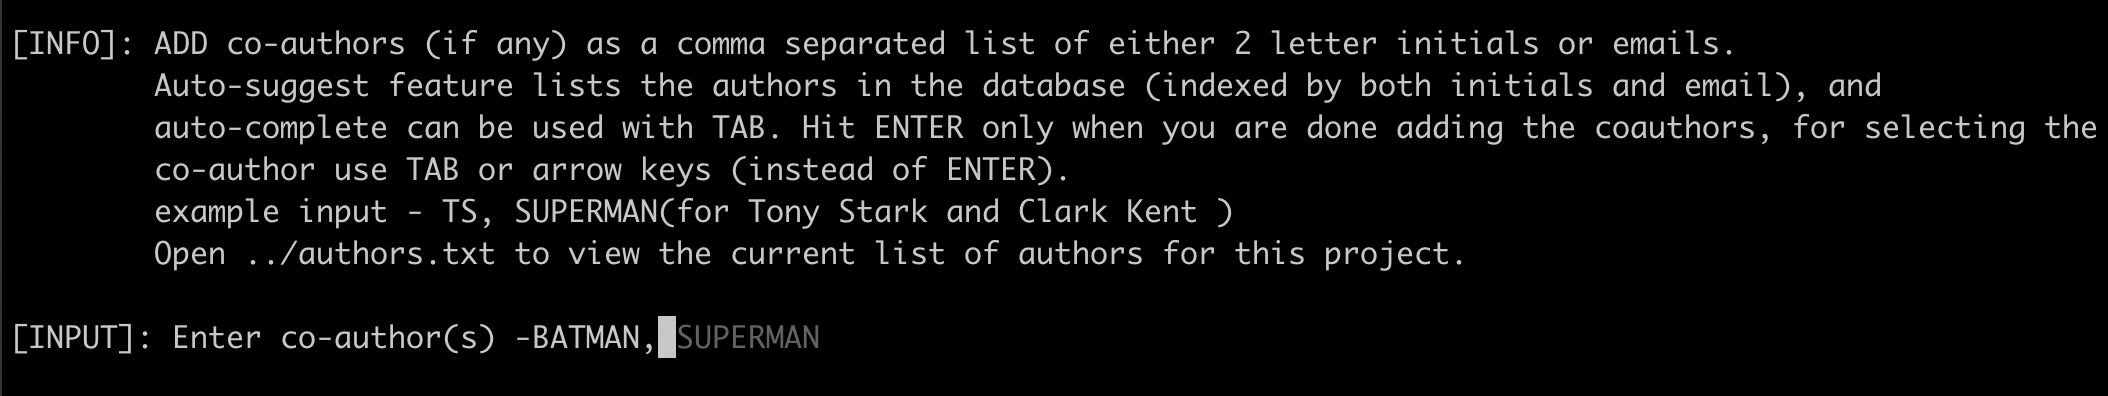 [INFO]: ADD co-authors (if any) as a comma separated list of either 2 letter initials or emails.
Auto-suggest feature lists the authors in the database (indexed by both initials and email), and
auto-complete can be used with TAB. Hit ENTER only when you are done adding the coauthors, for selecting the
co-author use TAB or arrow keys (instead of ENTER).
example input - TS, SUPERMAN(for Tony Stark and Clark Kent )
Open ../authors.txt to view the current list of authors for this project.
[INPUT]: Enter co-author(s) -BATMAN, SUPERMAN